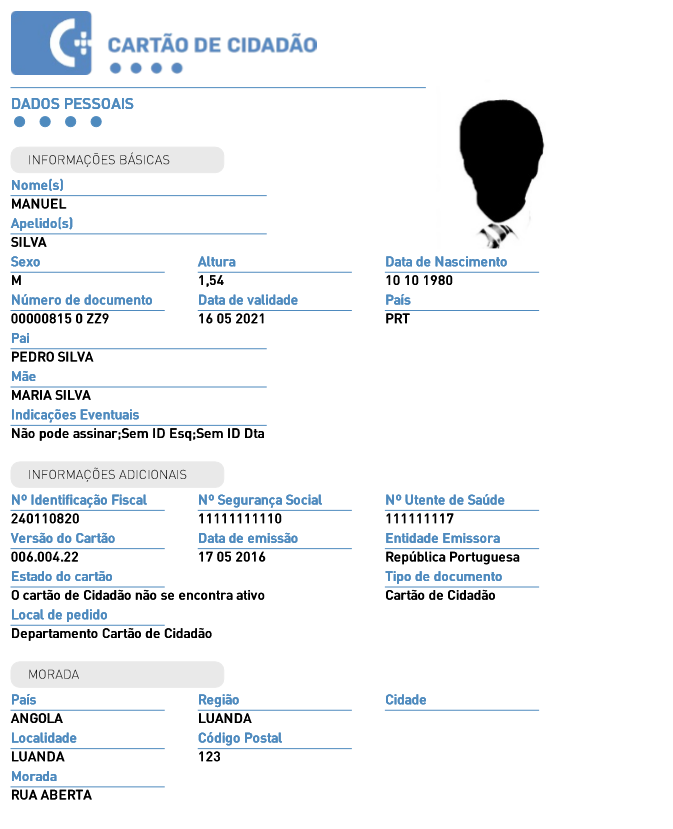 CARTÃO DE CIDADÃO
DADOS PESSOAIS
INFORMAÇÕES BÁSICAS
Nome(s)
MANUEL
Apelido(s)
SILVA
Sexo Altura Data de Nascimento
M 1,54 10 10 1980
Número de documento Data de validade País
00000815 0 ZZ9 16 05 2021 PRT
Pai
PEDRO SILVA
Mãe
MARIA SILVA
Indicações Eventuais
Não pode assinar;Sem ID Esq;Sem ID Dta
INFORMAÇÕES ADICIONAIS
Nº Identificação Fiscal Nº Segurança Social Nº Utente de Saúde
240110820 11111111110 111111117
Versão do Cartão Data de emissão Entidade Emissora
006.004.22 17 05 2016 República Portuguesa
Estado do cartão Tipo de documento
O cartão de Cidadão não se encontra ativo Cartão de Cidadão
Local de pedido
Departamento Cartão de Cidadão
MORADA
País Região Cidade
ANGOLA LUANDA
Localidade Código Postal
LUANDA 123
Morada
RUA ABERTA